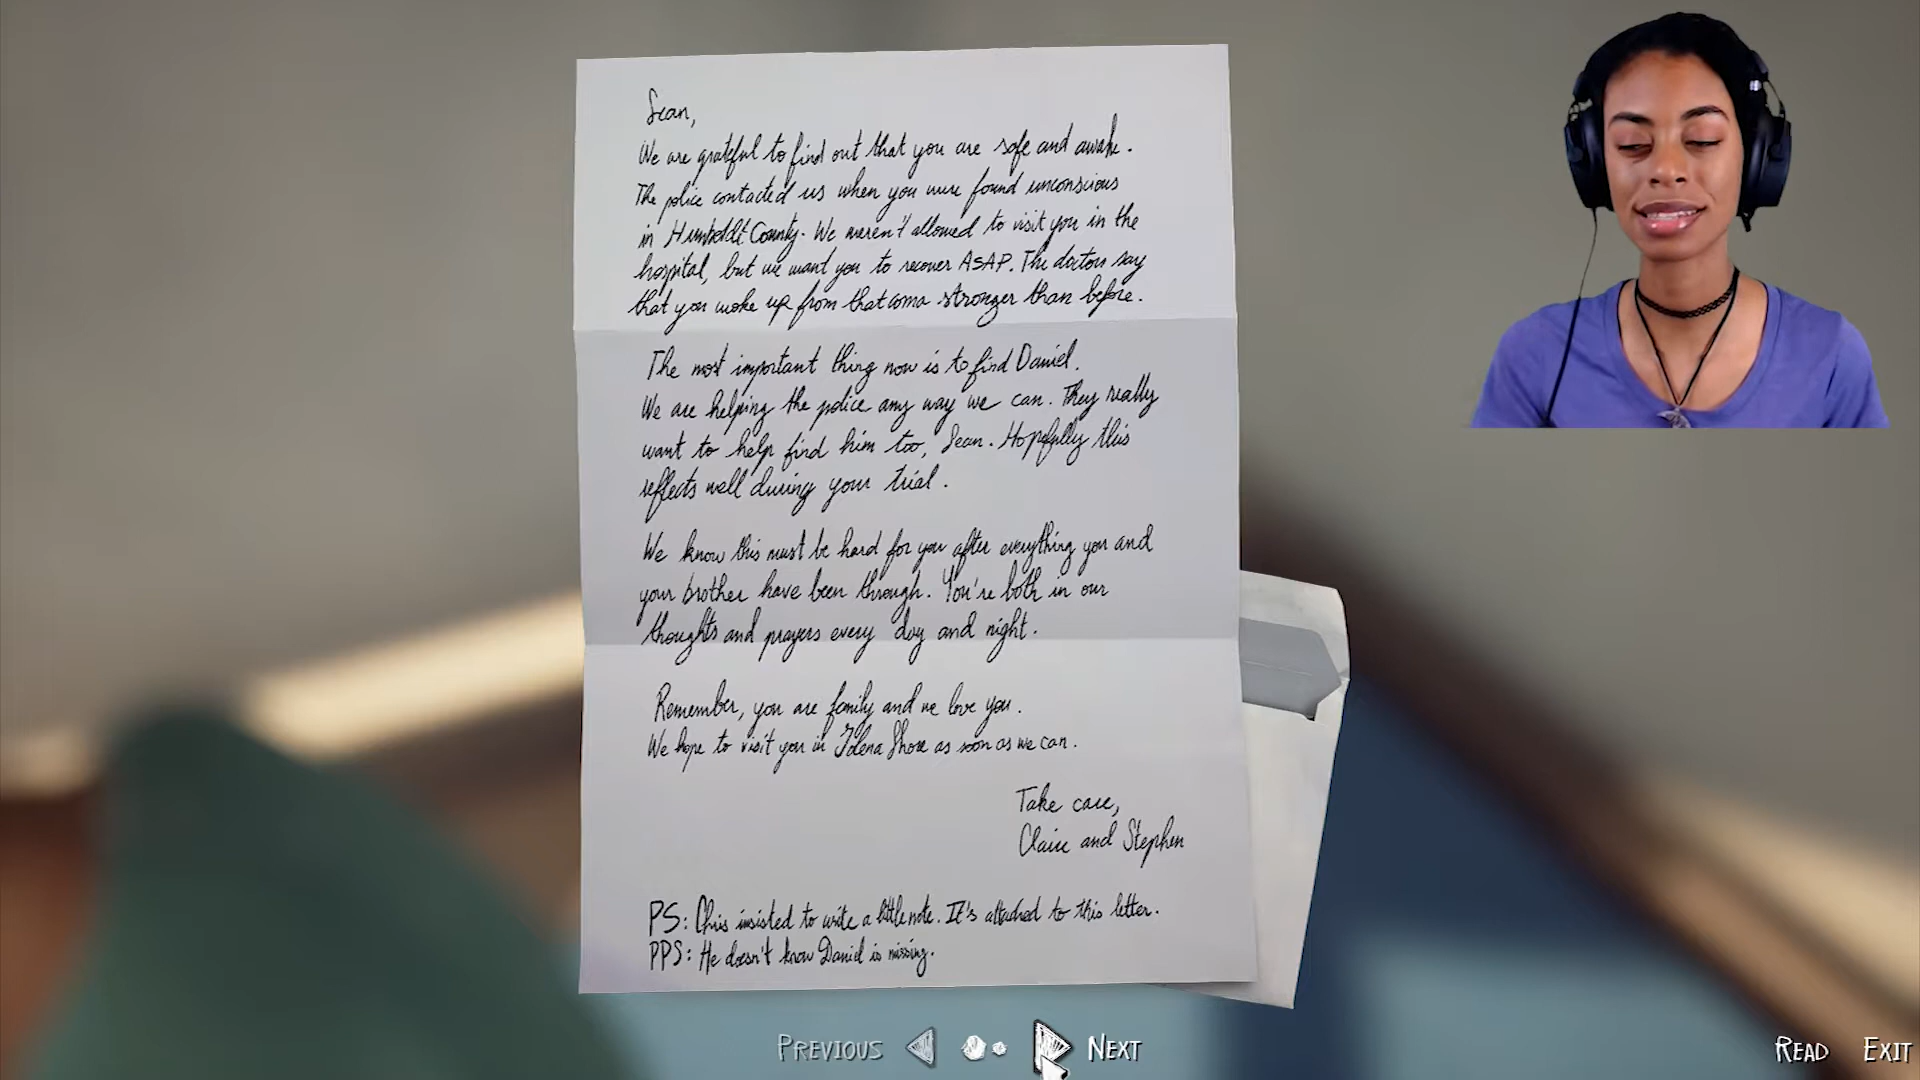 Sean,
We are grateful to find out that you are safe and awake.
The police contacted us when you were found unconscious
in Humboldt County. We weren't allowed to visit you in the
hospital, but we want you to recover ASAP. The doctors say
that you woke up from that coma stronger than before.
The most important thing now is to find Daniel.
We are helping the police any way we can. They really
want to help find him too, Sean. Hopefully this
reflects well during your trial.
We know this must be hard for you after everything you and
your brother have been through. You're both in our
thoughts and prayers every day and night.
Remember, you are family and we love you.
We hope to visit you in Jolena Shore as soon as we can.
Take care,
Claire and Stephen
PS: Chris insisted to write a little note. It's attached to this letter.
PPS: He doesn't know Daniel is missing.
PREVIOUS NEXT
READ EXIT